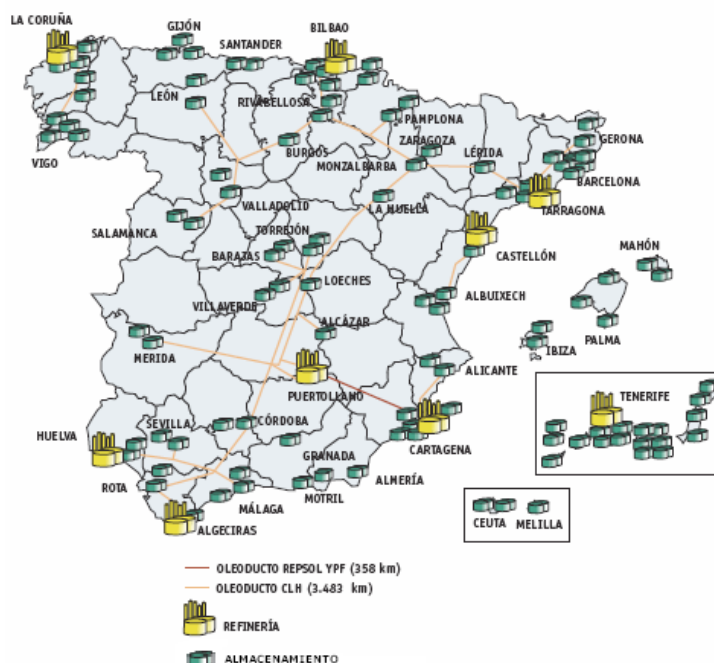 LA CORUÑA
GIJÓN
BILBAO
SANTANDER
LEÓN
RIVABELLOSA
PAMPLONA
ZARAGOZA
GERONA
VIGO
BURGOS
MONZALBARBA
LÉRIDA
BARCELONA
VALLADOLID
LA MUELA
TARRAGONA
SALAMANCA
TORREJÓN
BARAJAS
CASTELLÓN
MAHÓN
LOECHES
VILLAVERDE
ALBUIXECH
ALCÁZAR
PALMA
MERIDA
IBIZA
ALICANTE
TENERIFE
PUERTOLLANO
SEVILLA
CÓRDOBA
HUELVA
CARTAGENA
GRANADA
ROTA
ALMERÍA
MÁLAGA
MOTRIL
ALGECIRAS
CEUTA
MELILLA
OLEODUCTO REPSOL YPF (358 km)
OLEODUCTO CLH (3.483 km)
REFINERÍA
ALMACENAMIENTO